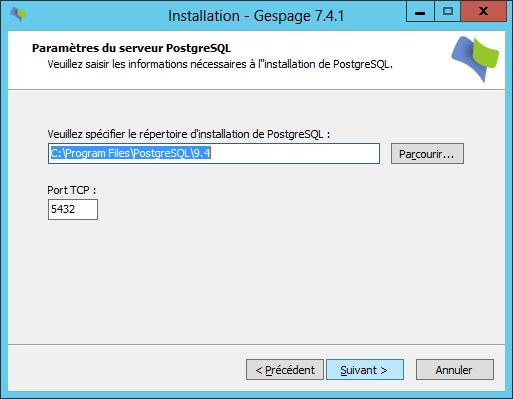 Installation - Gespage 7.4.1
Paramètres du serveur PostgreSQL
Veuillez saisir les informations nécessaires à l''installation de PostgreSQL.
Veuillez spécifier le répertoire d'installation de PostgreSQL :
C:\Program Files\PostgreSQL\9.4
Parcourir...
Port TCP :
5432
< Précédent
Suivant >
Annuler